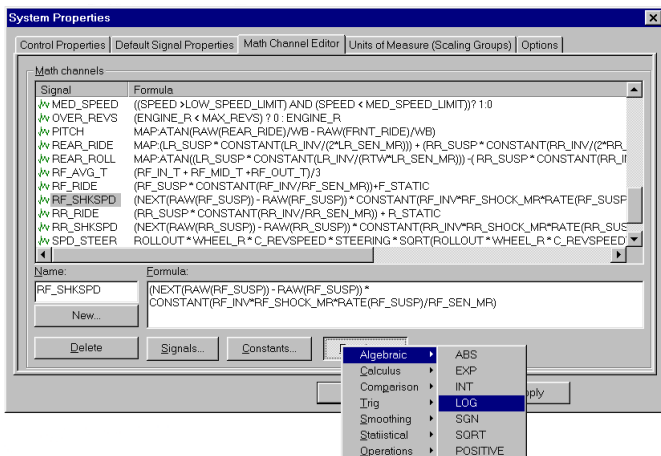 System Properties
Control Properties Default Signal Properties Math Channel Editor Units of Measure (Scaling Groups) Options
Math channels
Signal Formula
MED_SPEED ((SPEED >LOW_SPEED_LIMIT) AND (SPEED < MED_SPEED_LIMIT))? 1:0
OVER_REVS (ENGINE_R < MAX_REVS) ? 0 : ENGINE_R
PITCH MAP:ATAN(RAW(REAR_RIDE)/WB - RAW(FRNT_RIDE)/WB)
REAR_RIDE MAP:(LR_SUSP * CONSTANT(LR_INV/(2*LR_SEN_MR))) + (RR_SUSP * CONSTANT(RR_INV/(2*RR_
REAR_ROLL MAP:ATAN((LR_SUSP * CONSTANT(LR_INV/(RTW*LR_SEN_MR))) -( RR_SUSP * CONSTANT(RR_I
RF_AVG_T (RF_IN_T + RF_MID_T +RF_OUT_T)/3
RF_RIDE (RF_SUSP * CONSTANT(RF_INV/RF_SEN_MR))+F_STATIC
RF_SHKSPD (NEXT(RAW(RF_SUSP)) - RAW(RF_SUSP)) * CONSTANT(RF_INV*RF_SHOCK_MR*RATE(RF_SUSP
RR_RIDE (RR_SUSP * CONSTANT(RR_INV/RR_SEN_MR)) + R_STATIC
RR_SHKSPD (NEXT(RAW(RR_SUSP)) - RAW(RR_SUSP)) * CONSTANT(RR_INV*RR_SHOCK_MR*RATE(RR_SUS
SPD_STEER ROLLOUT * WHEEL_R * C_REVSPEED * STEERING * SQRT(ROLLOUT * WHEEL_R * C_REVSPEED
Name: Formula:
RF_SHKSPD (NEXT(RAW(RF_SUSP)) - RAW(RF_SUSP)) *
CONSTANT(RF_INV*RF_SHOCK_MR*RATE(RF_SUSP)/RF_SEN_MR)
New...
Delete Signals... Constants...
Algebraic ABS
Calculus EXP
Comparison INT
Trig LOG
Smoothing SGN
Statistical SQRT
Operations POSITIVE